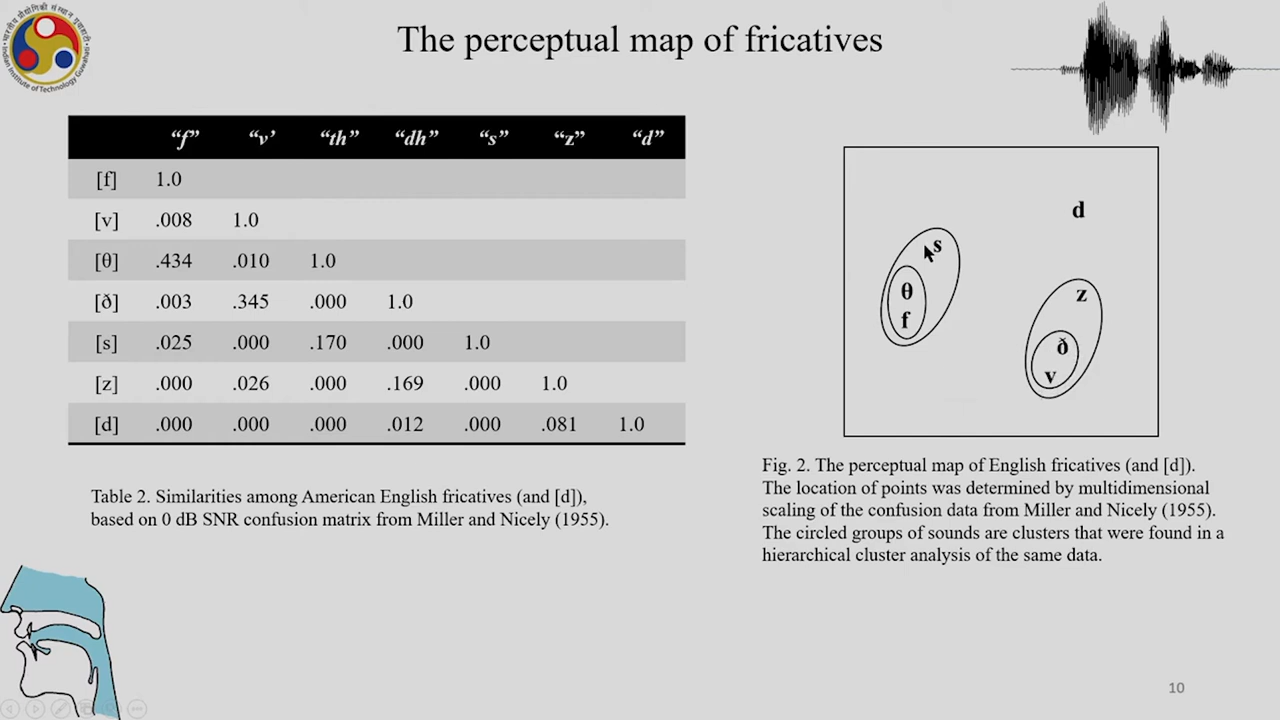 The perceptual map of fricatives
"f" "v' "th" "dh" "s" "z" "d"
[f] 1.0
[v] .008 1.0
[θ] .434 .010 1.0
[ð] .003 .345 .000 1.0
[s] .025 .000 .170 .000 1.0
[z] .000 .026 .000 .169 .000 1.0
[d] .000 .000 .000 .012 .000 .081 1.0
Table 2. Similarities among American English fricatives (and [d]),
based on 0 dB SNR confusion matrix from Miller and Nicely (1955).
d
s
θ
f
z
ð
v
Fig. 2. The perceptual map of English fricatives (and [d]).
The location of points was determined by multidimensional
scaling of the confusion data from Miller and Nicely (1955).
The circled groups of sounds are clusters that were found in a
hierarchical cluster analysis of the same data.
10
Indian Institute of Technology Guwahati